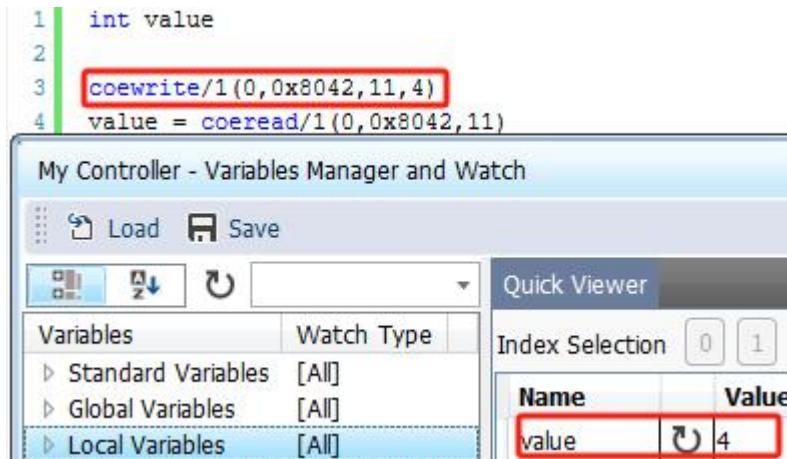 1 int value
2
3 coewrite/1(0,0x8042,11,4)
4 value = coeread/1(0,0x8042,11)
My Controller - Variables Manager and Watch
Load Save
Quick Viewer
Variables Watch Type
Index Selection 0 1
Standard Variables [All]
Name Value
Global Variables [All]
value 4
Local Variables [All]